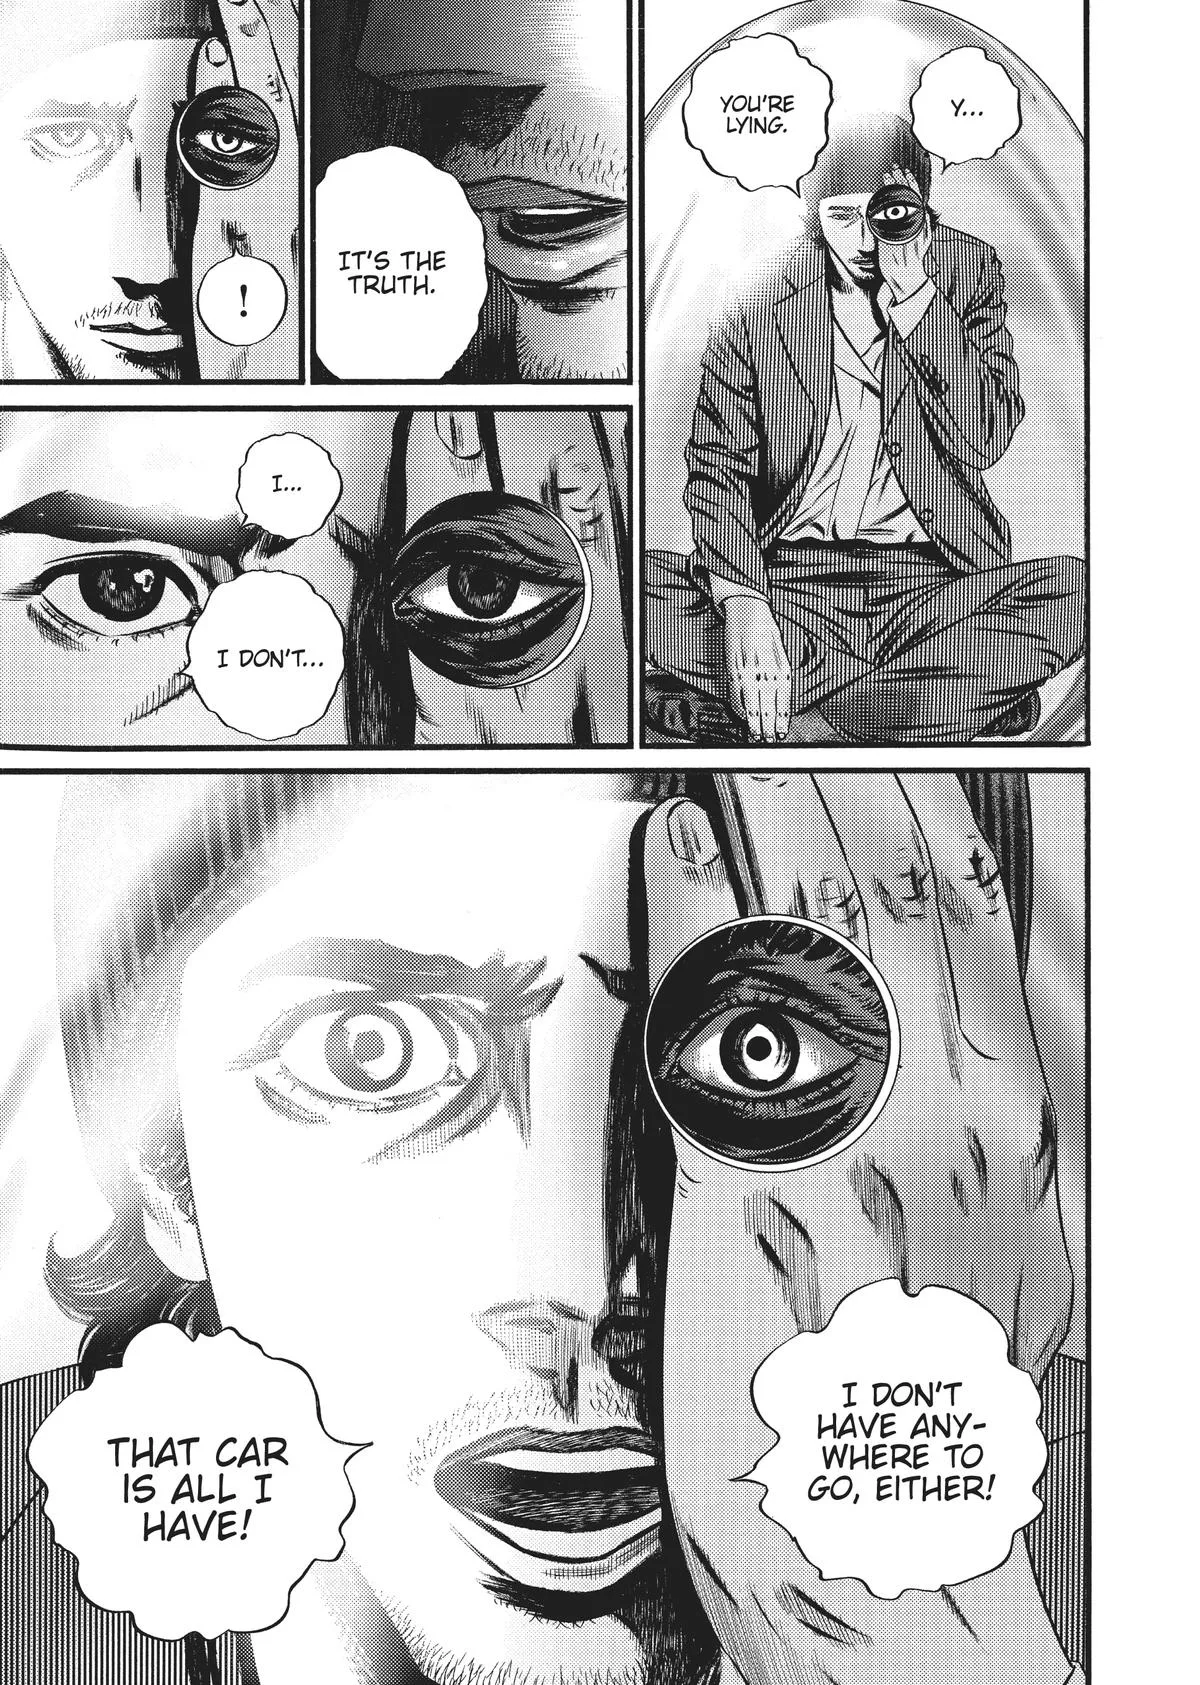 Y...
YOU'RE
LYING.
IT'S THE
TRUTH.
!
I...
I DON'T...
I DON'T
HAVE ANY-
WHERE TO
GO, EITHER!
THAT CAR
IS ALL I
HAVE!